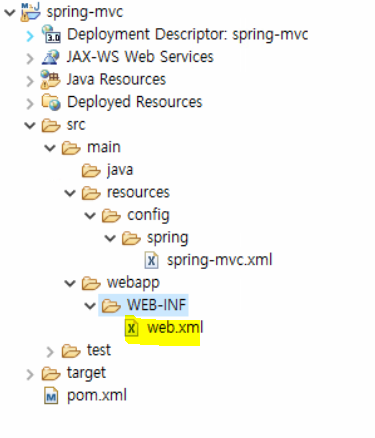 spring-mvc
Deployment Descriptor: spring-mvc
JAX-WS Web Services
Java Resources
Deployed Resources
src
main
java
resources
config
spring
spring-mvc.xml
webapp
WEB-INF
web.xml
test
target
pom.xml